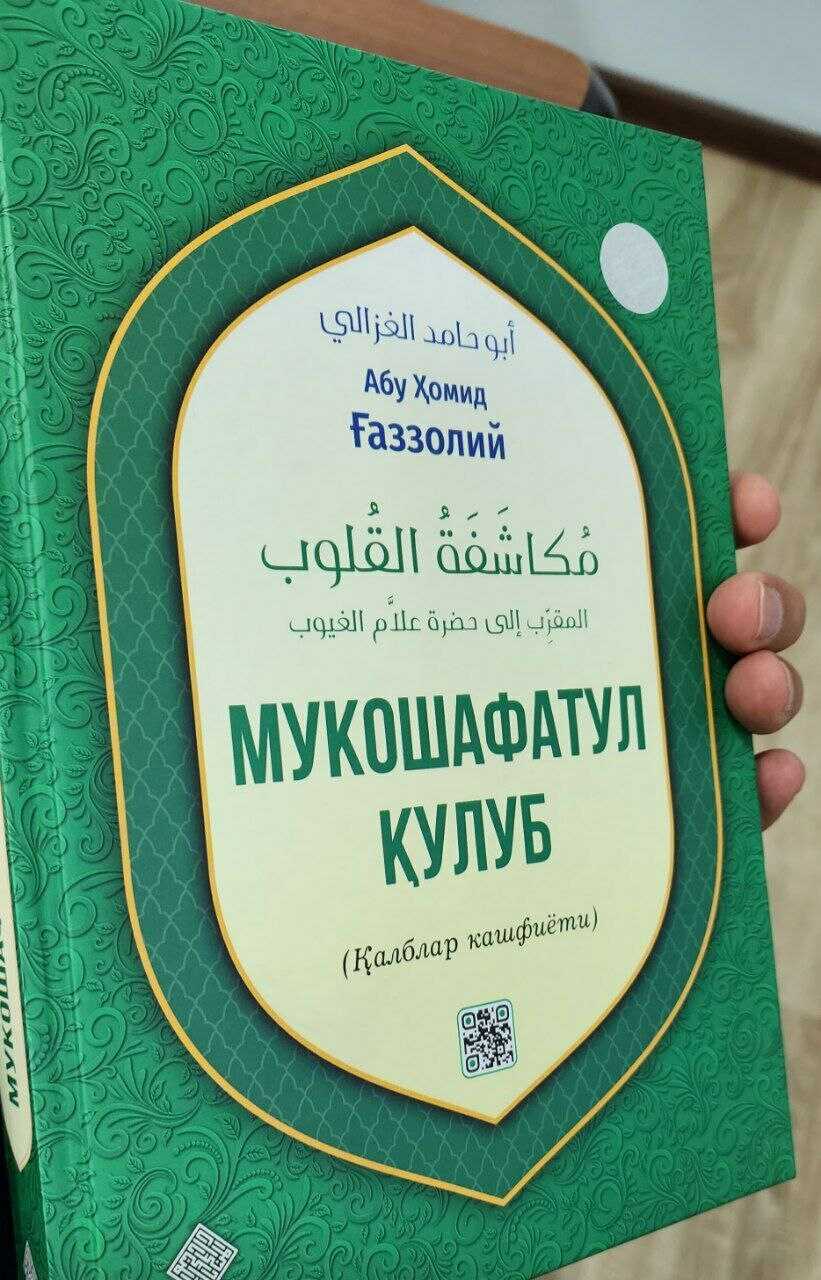 أبو حامد الغزالي
Абу Ҳомид
Ғаззолий
مُكاشَفَةُ القُلوب
المقرِّب إلى حضرة علاَّم الغيوب
МУКОШАФАТУЛ
ҚУЛУБ
(Қалблар кашфиёти)